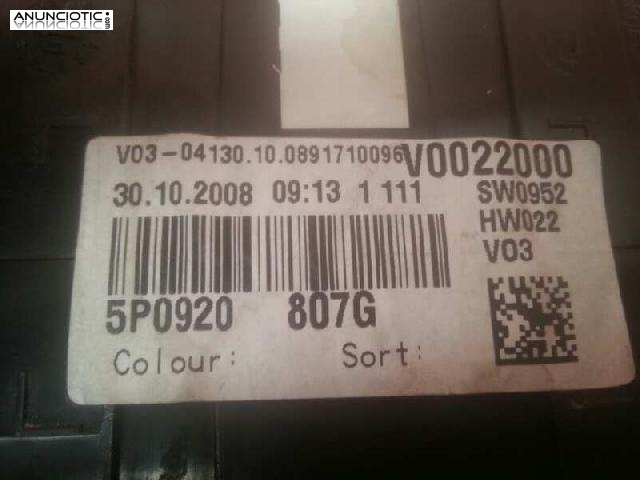 ANUNCIOTIC.com
V03-04130.10.0891710096 V0022000
30.10.2008 09:13 1 111 SW0952
HW022
V03
5P0920 807G
Colour: Sort: